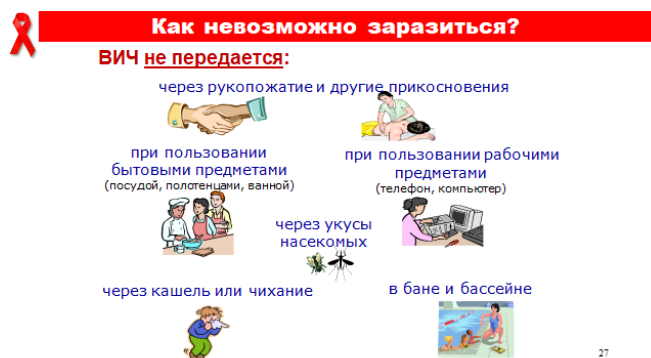 Как невозможно заразиться?
ВИЧ не передается:
через рукопожатие и другие прикосновения
при пользовании
бытовыми предметами
(посудой, полотенцами, ванной)
при пользовании рабочими
предметами
(телефон, компьютер)
через укусы
насекомых
через кашель или чихание
в бане и бассейне
27